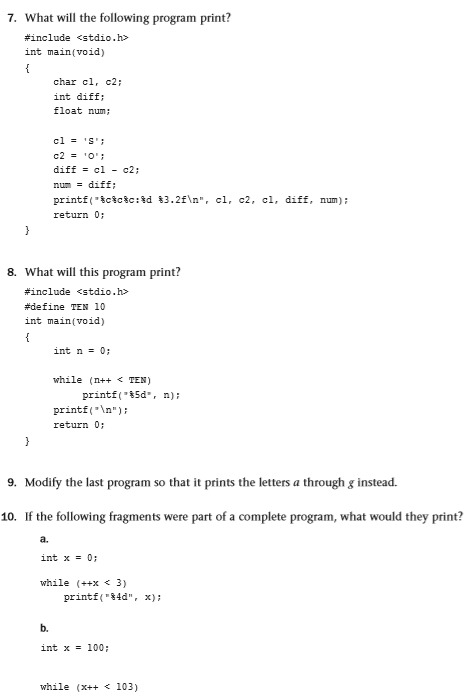 7. What will the following program print?
#include <stdio.h>
int main(void)
{
char c1, c2;
int diff;
float num;
c1 = 'S';
c2 = 'O';
diff = c1 - c2;
num = diff;
printf("%c%c%c:%d %3.2f\n", c1, c2, c1, diff, num);
return 0;
}
8. What will this program print?
#include <stdio.h>
#define TEN 10
int main(void)
{
int n = 0;
while (n++ < TEN)
printf("%5d", n);
printf("\n");
return 0;
}
9. Modify the last program so that it prints the letters a through g instead.
10. If the following fragments were part of a complete program, what would they print?
a.
int x = 0;
while (++x < 3)
printf("%4d", x);
b.
int x = 100;
while (x++ < 103)